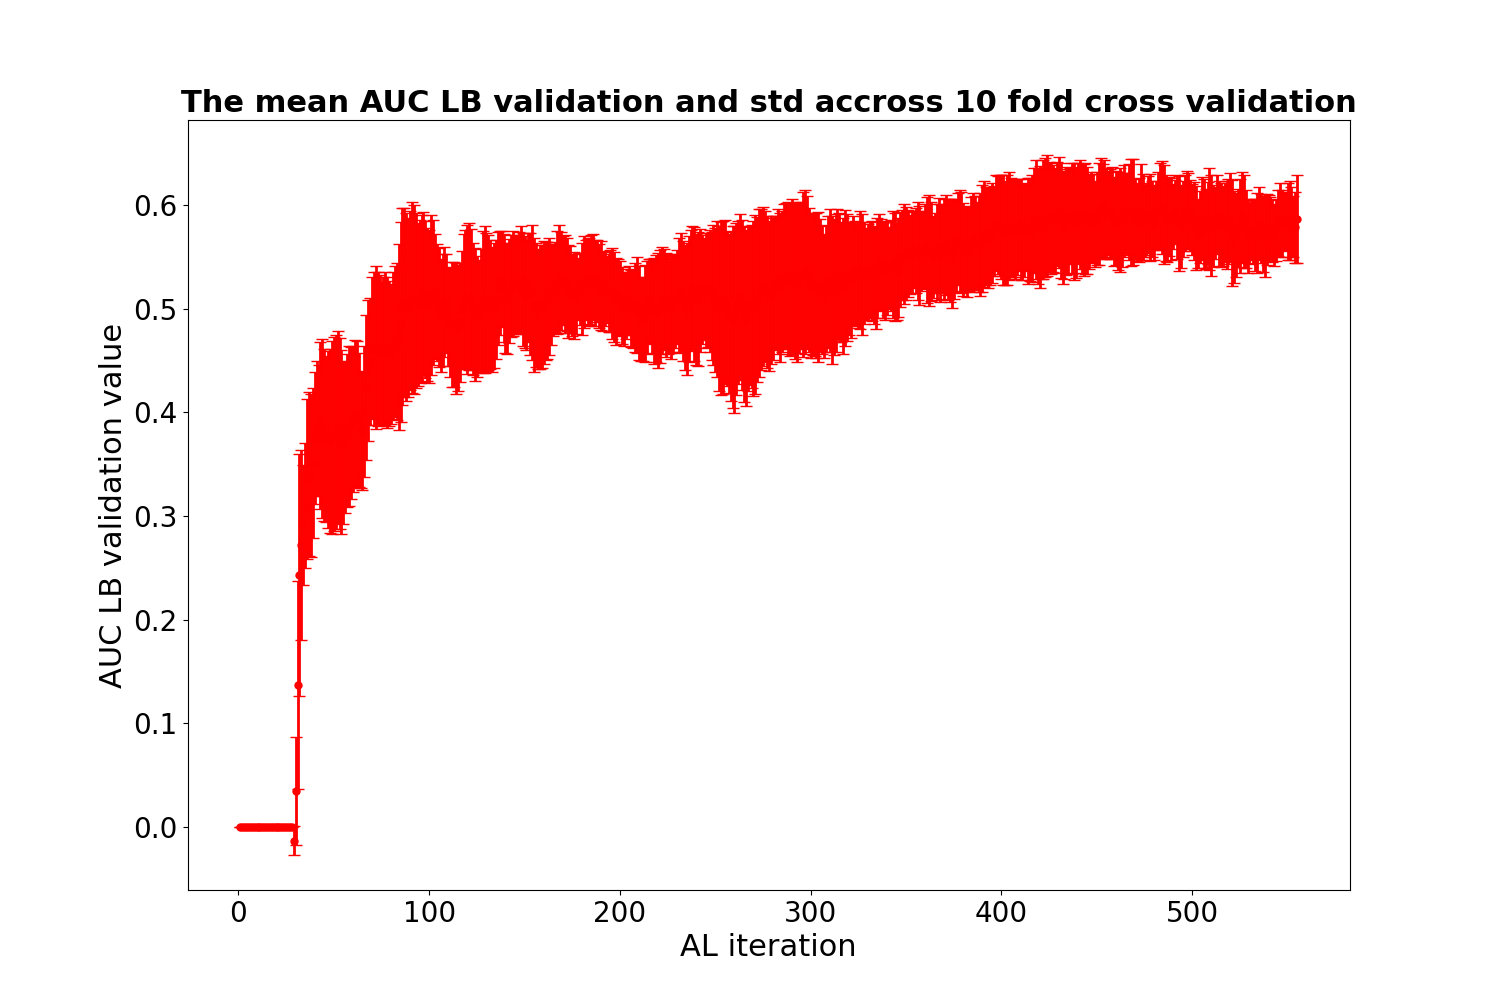 The mean AUC LB validation and std accross 10 fold cross validation
AUC LB validation value
0.6
0.5
0.4
0.3
0.2
0.1
0.0
0 100 200 300 400 500
AL iteration